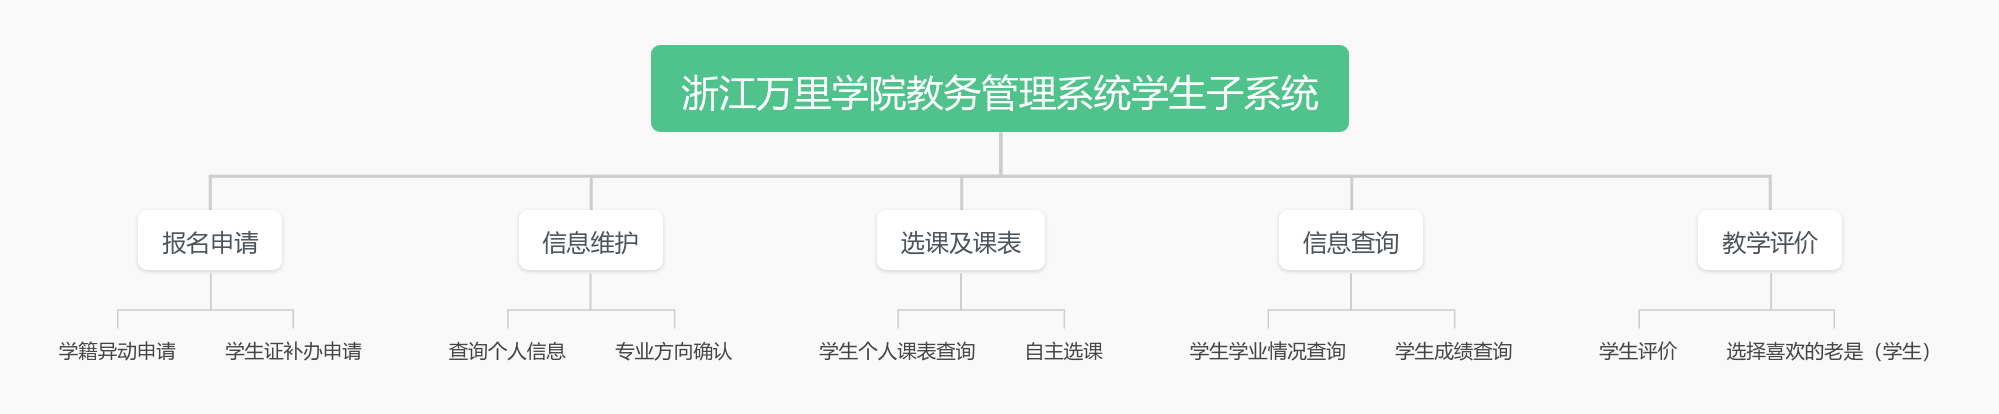 浙江万里学院教务管理系统学生子系统
报名申请
信息维护
选课及课表
信息查询
教学评价
学籍异动申请
学生证补办申请
查询个人信息
专业方向确认
学生个人课表查询
自主选课
学生学业情况查询
学生成绩查询
学生评价
选择喜欢的老是（学生）